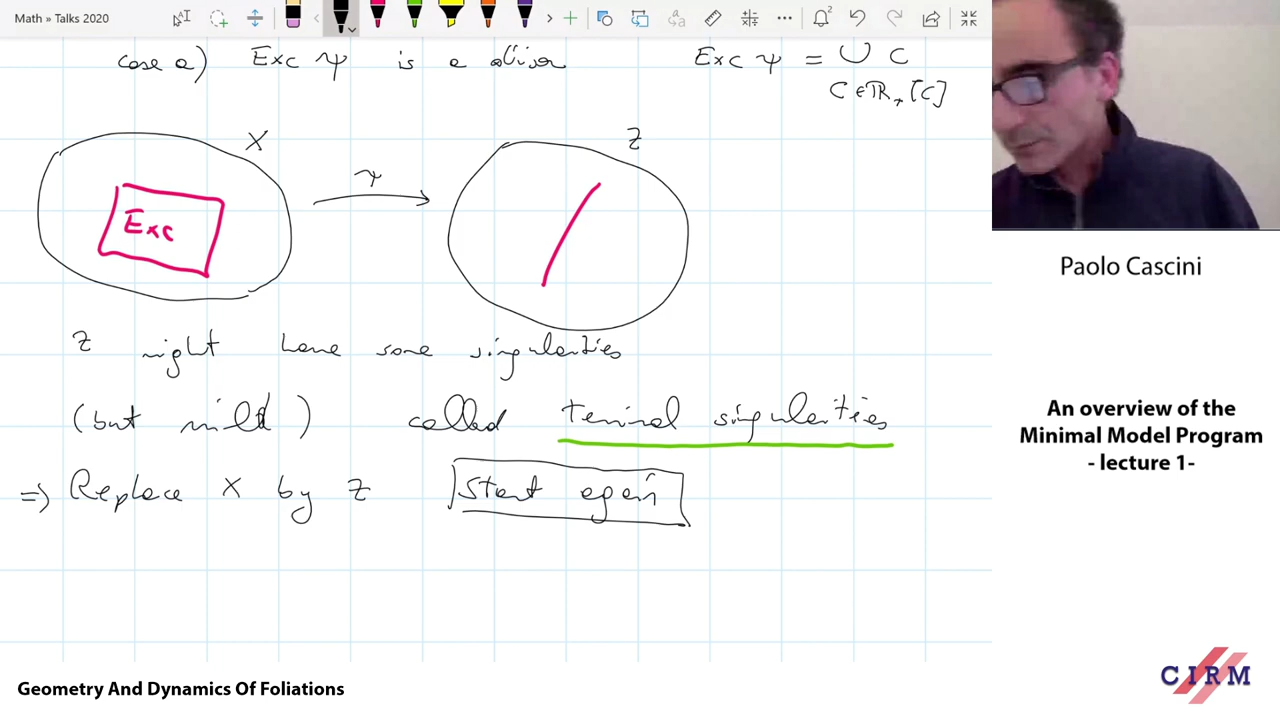 Math » Talks 2020
case a) Exc ψ is a divisor Exc ψ = ∪ C
C ∈ ℝ₊[C]
X ψ Z
Exc
Z might have some singularities
(but mild) called terminal singularities
=> Replace X by Z Start again
Paolo Cascini
An overview of the
Minimal Model Program
- lecture 1-
Geometry And Dynamics Of Foliations
CIRM